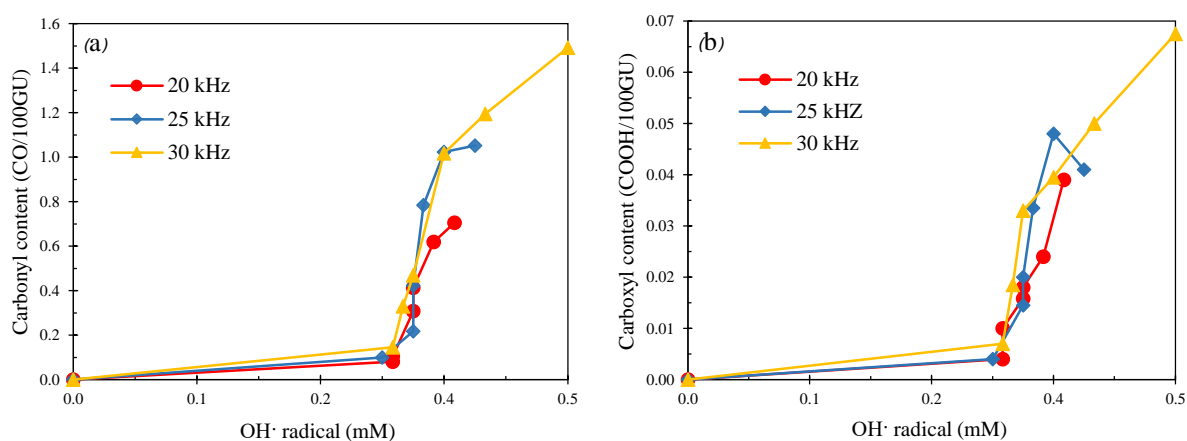 (a)
Carbonyl content (CO/100GU)
1.6
1.4
1.2
1.0
0.8
0.6
0.4
0.2
0.0
20 kHz
25 kHz
30 kHz
0.0 0.1 0.2 0.4 0.5
OH· radical (mM)
(b)
Carboxyl content (COOH/100GU)
0.07
0.06
0.05
0.04
0.03
0.02
0.01
0.00
20 kHz
25 kHZ
30 kHz
0.0 0.1 0.2 0.4 0.5
OH· radical (mM)